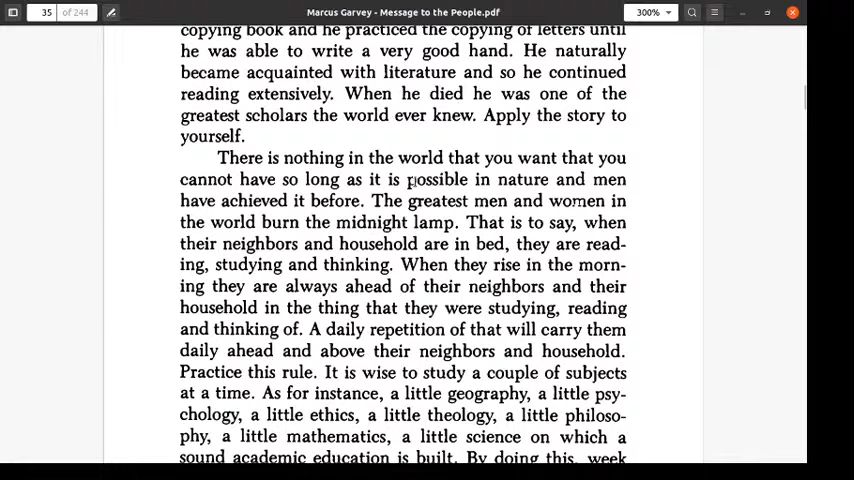 35 of 244
Marcus Garvey - Message to the People.pdf
300%
copying book and he practiced the copying of letters until
he was able to write a very good hand. He naturally
became acquainted with literature and so he continued
reading extensively. When he died he was one of the
greatest scholars the world ever knew. Apply the story to
yourself.
There is nothing in the world that you want that you
cannot have so long as it is possible in nature and men
have achieved it before. The greatest men and women in
the world burn the midnight lamp. That is to say, when
their neighbors and household are in bed, they are read-
ing, studying and thinking. When they rise in the morn-
ing they are always ahead of their neighbors and their
household in the thing that they were studying, reading
and thinking of. A daily repetition of that will carry them
daily ahead and above their neighbors and household.
Practice this rule. It is wise to study a couple of subjects
at a time. As for instance, a little geography, a little psy-
chology, a little ethics, a little theology, a little philoso-
phy, a little mathematics, a little science on which a
sound academic education is built. By doing this, week